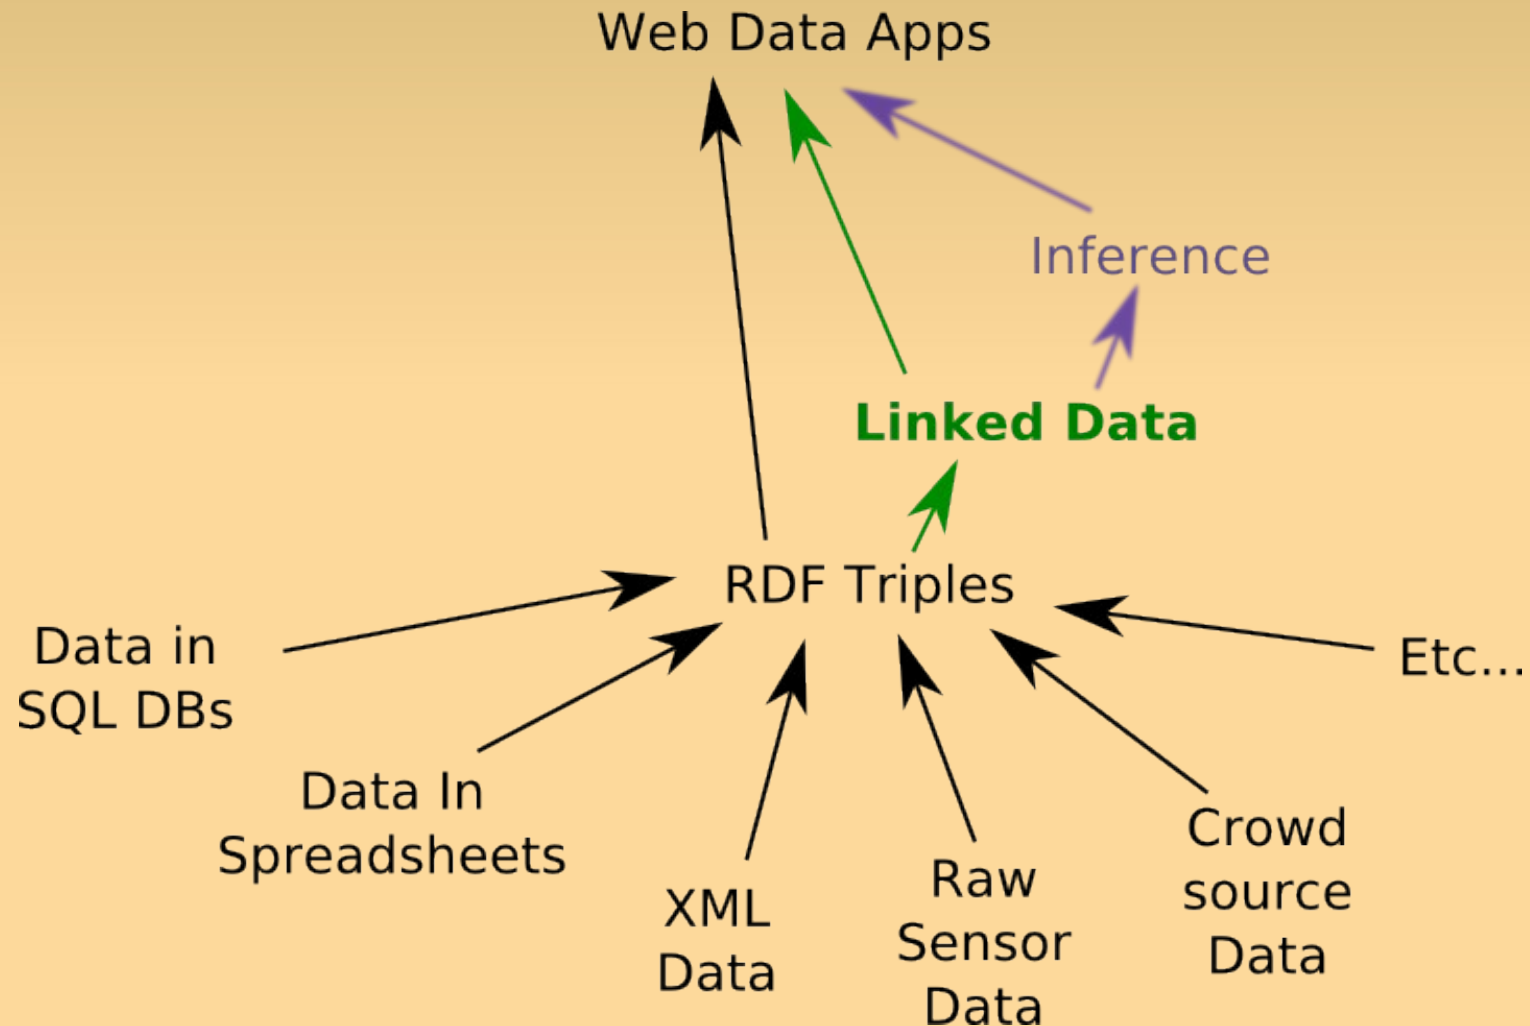 Web Data Apps
Inference
Linked Data
RDF Triples
Data in
SQL DBs
Etc...
Data In
Spreadsheets
XML
Data
Raw
Sensor
Data
Crowd
source
Data